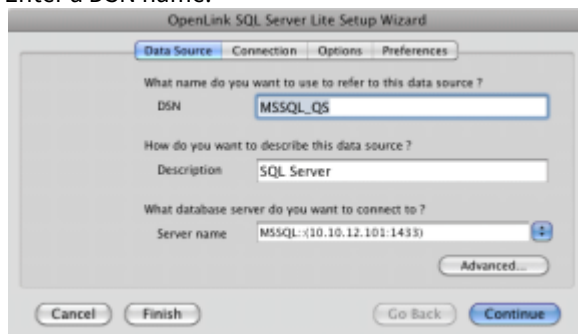 Enter a DSN name.
OpenLink SQL Server Lite Setup Wizard
Data Source Connection Options Preferences
What name do you want to use to refer to this data source ?
DSN MSSQL_QS
How do you want to describe this data source ?
Description SQL Server
What database server do you want to connect to ?
Server name MSSQL::(10.10.12.101:1433)
Advanced...
Cancel Finish Go Back Continue